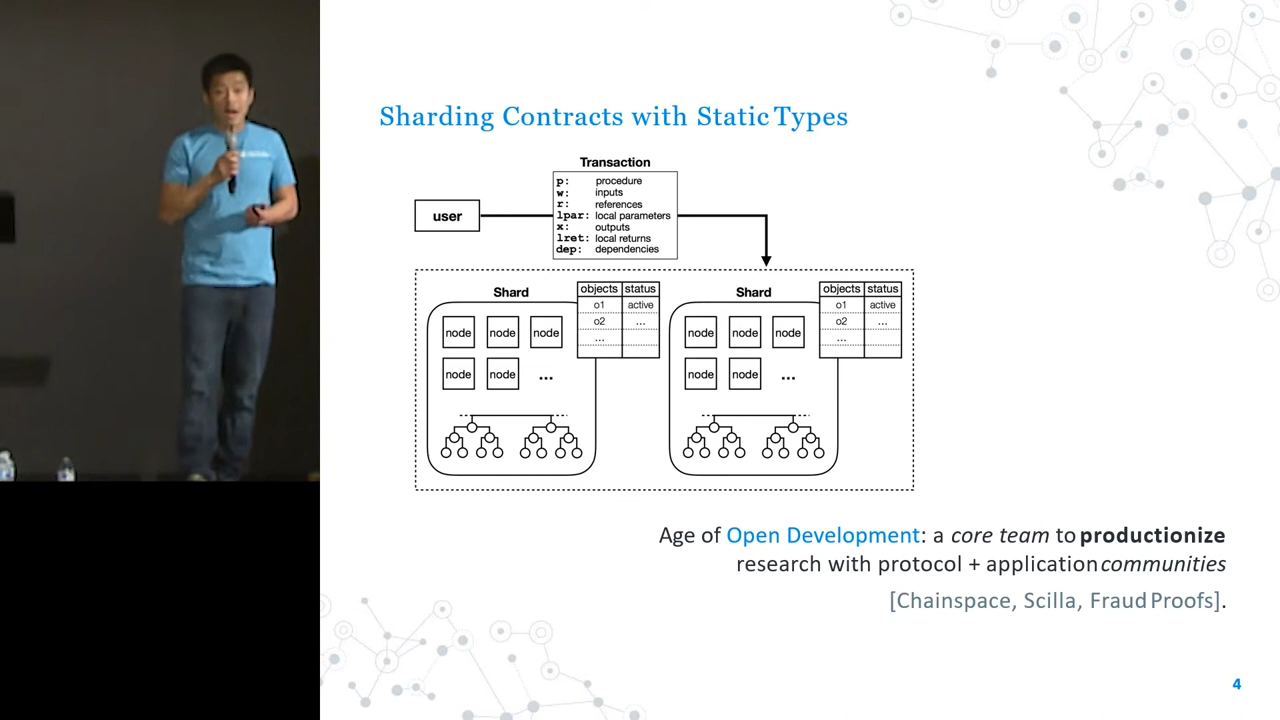 Sharding Contracts with Static Types
Transaction
user
p: procedure
w: inputs
r: references
lpar: local parameters
x: outputs
lret: local returns
dep: dependencies
Shard
objects status
o1 active
o2 ...
...
node node node
node node ...
Shard
objects status
o1 active
o2 ...
...
node node node
node node ...
Age of Open Development: a core team to productionize
research with protocol + application communities
[Chainspace, Scilla, Fraud Proofs].
4